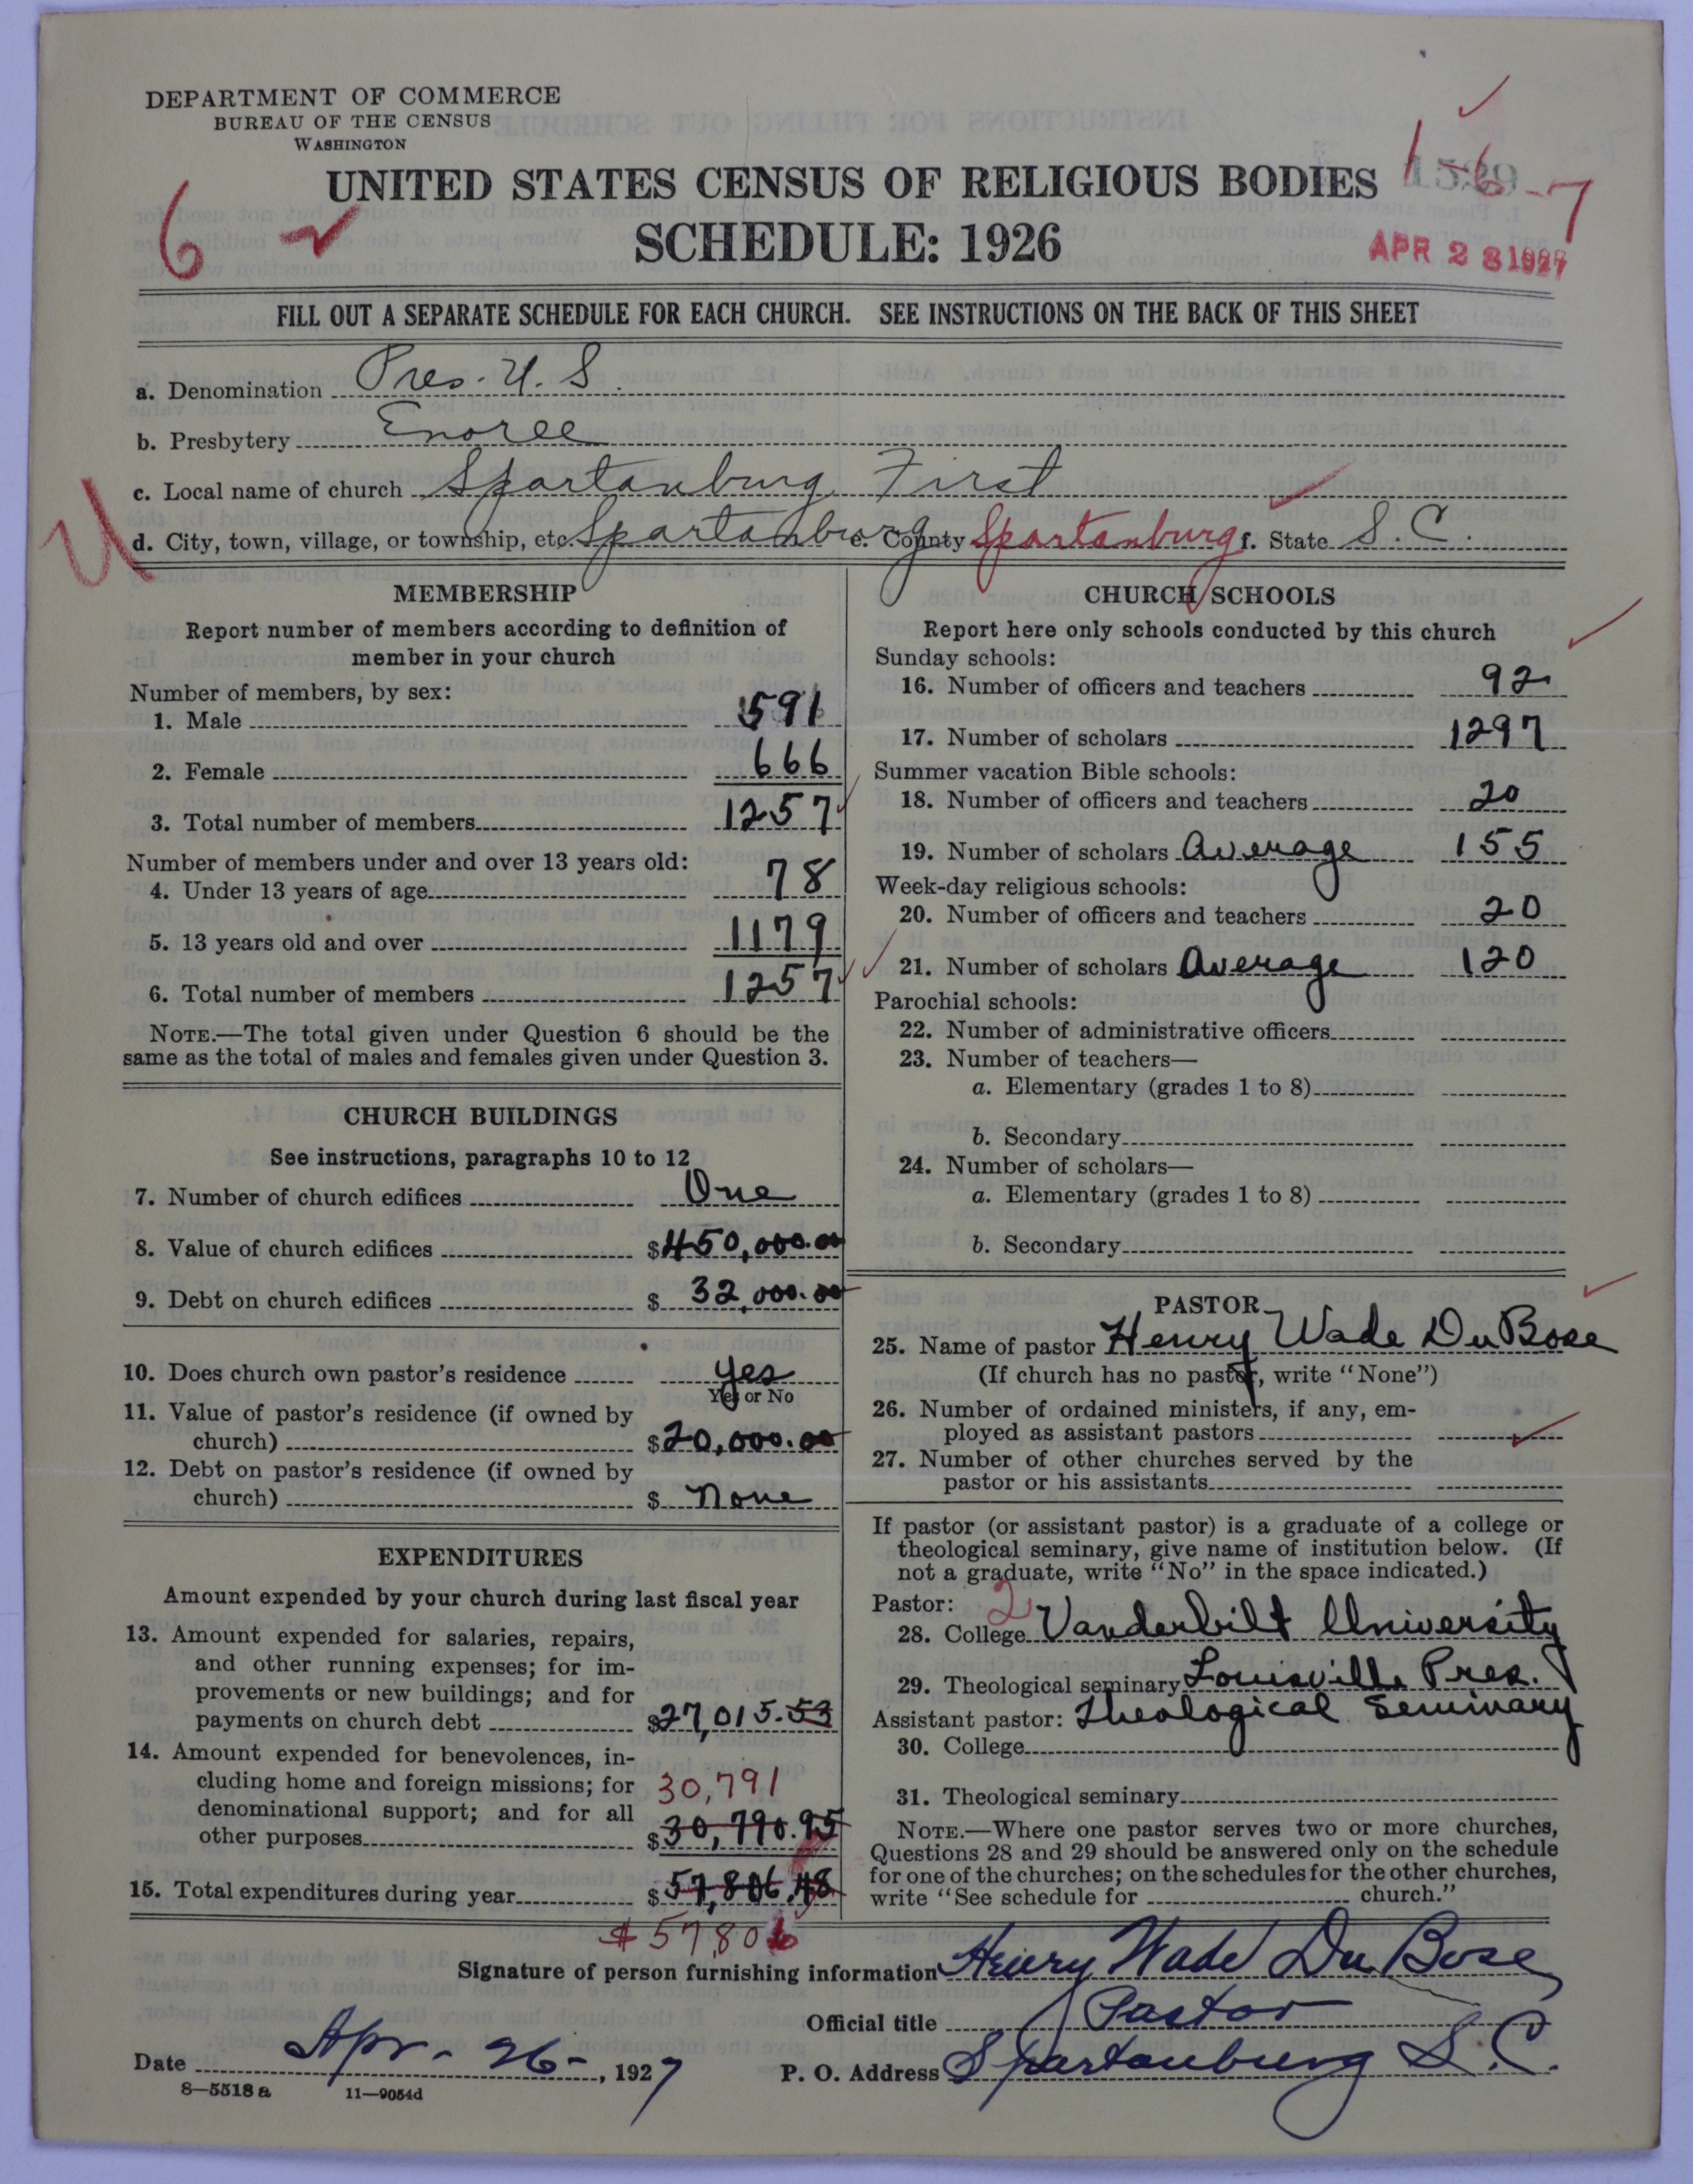 DEPARTMENT OF COMMERCE
BUREAU OF THE CENSUS
WASHINGTON
UNITED STATES CENSUS OF RELIGIOUS BODIES
SCHEDULE: 1926
1-6-7
6
APR 28 1927
FILL OUT A SEPARATE SCHEDULE FOR EACH CHURCH. SEE INSTRUCTIONS ON THE BACK OF THIS SHEET
a. Denomination Pres. U. S.
b. Presbytery Enoree
c. Local name of church Spartanburg First
d. City, town, village, or township, etc. Spartanburg e. County Spartanburg f. State S. C.
MEMBERSHIP
Report number of members according to definition of
member in your church
Number of members, by sex:
1. Male 591
2. Female 666
3. Total number of members 1257
Number of members under and over 13 years old:
4. Under 13 years of age 78
5. 13 years old and over 1179
6. Total number of members 1257
NOTE.—The total given under Question 6 should be the
same as the total of males and females given under Question 3.
CHURCH BUILDINGS
See instructions, paragraphs 10 to 12
7. Number of church edifices One
8. Value of church edifices $450,000.00
9. Debt on church edifices $ 32,000.00
10. Does church own pastor's residence yes
Yes or No
11. Value of pastor's residence (if owned by
church) $20,000.00
12. Debt on pastor's residence (if owned by
church) $ None
EXPENDITURES
Amount expended by your church during last fiscal year
13. Amount expended for salaries, repairs,
and other running expenses; for im-
provements or new buildings; and for
payments on church debt $27,015.53
14. Amount expended for benevolences, in-
cluding home and foreign missions; for 30,791
denominational support; and for all
other purposes $30,790.95
15. Total expenditures during year $57,806.48
$57,806
CHURCH SCHOOLS
Report here only schools conducted by this church
Sunday schools:
16. Number of officers and teachers 92
17. Number of scholars 1297
Summer vacation Bible schools:
18. Number of officers and teachers 20
19. Number of scholars Average 155
Week-day religious schools:
20. Number of officers and teachers 20
21. Number of scholars Average 120
Parochial schools:
22. Number of administrative officers
23. Number of teachers—
a. Elementary (grades 1 to 8)
b. Secondary
24. Number of scholars—
a. Elementary (grades 1 to 8)
b. Secondary
PASTOR
25. Name of pastor Henry Wade DuBose
(If church has no pastor, write "None")
26. Number of ordained ministers, if any, em-
ployed as assistant pastors
27. Number of other churches served by the
pastor or his assistants
If pastor (or assistant pastor) is a graduate of a college or
theological seminary, give name of institution below. (If
not a graduate, write "No" in the space indicated.)
Pastor: 2
28. College Vanderbilt University
29. Theological seminary Louisville Pres.
Assistant pastor: Theological Seminary
30. College
31. Theological seminary
NOTE.—Where one pastor serves two or more churches,
Questions 28 and 29 should be answered only on the schedule
for one of the churches; on the schedules for the other churches,
write "See schedule for church."
Signature of person furnishing information Henry Wade Du Bose
Official title Pastor
Date Apr - 26 -, 1927 P. O. Address Spartanburg S. C.
8—5518 a 11—9054d